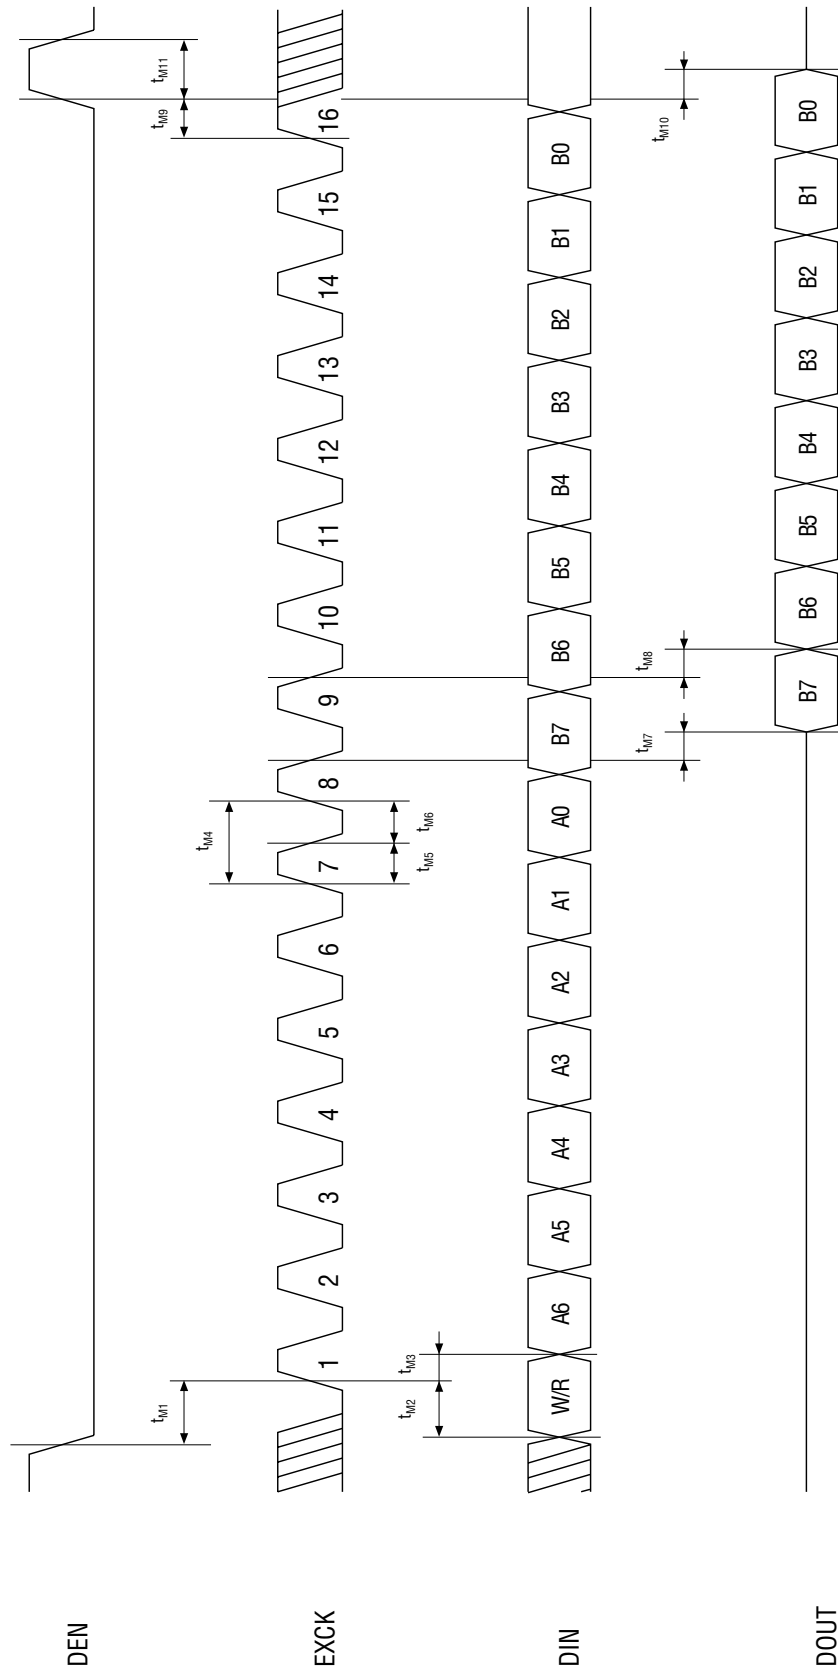 DEN
tM1
tM9
tM11
EXCK
1 2 3 4 5 6 7 8 9 10 11 12 13 14 15 16
tM4
tM2
tM3
tM5
tM6
DIN
W/R A6 A5 A4 A3 A2 A1 A0 B7 B6 B5 B4 B3 B2 B1 B0
tM7
tM8
tM10
DOUT
B7 B6 B5 B4 B3 B2 B1 B0